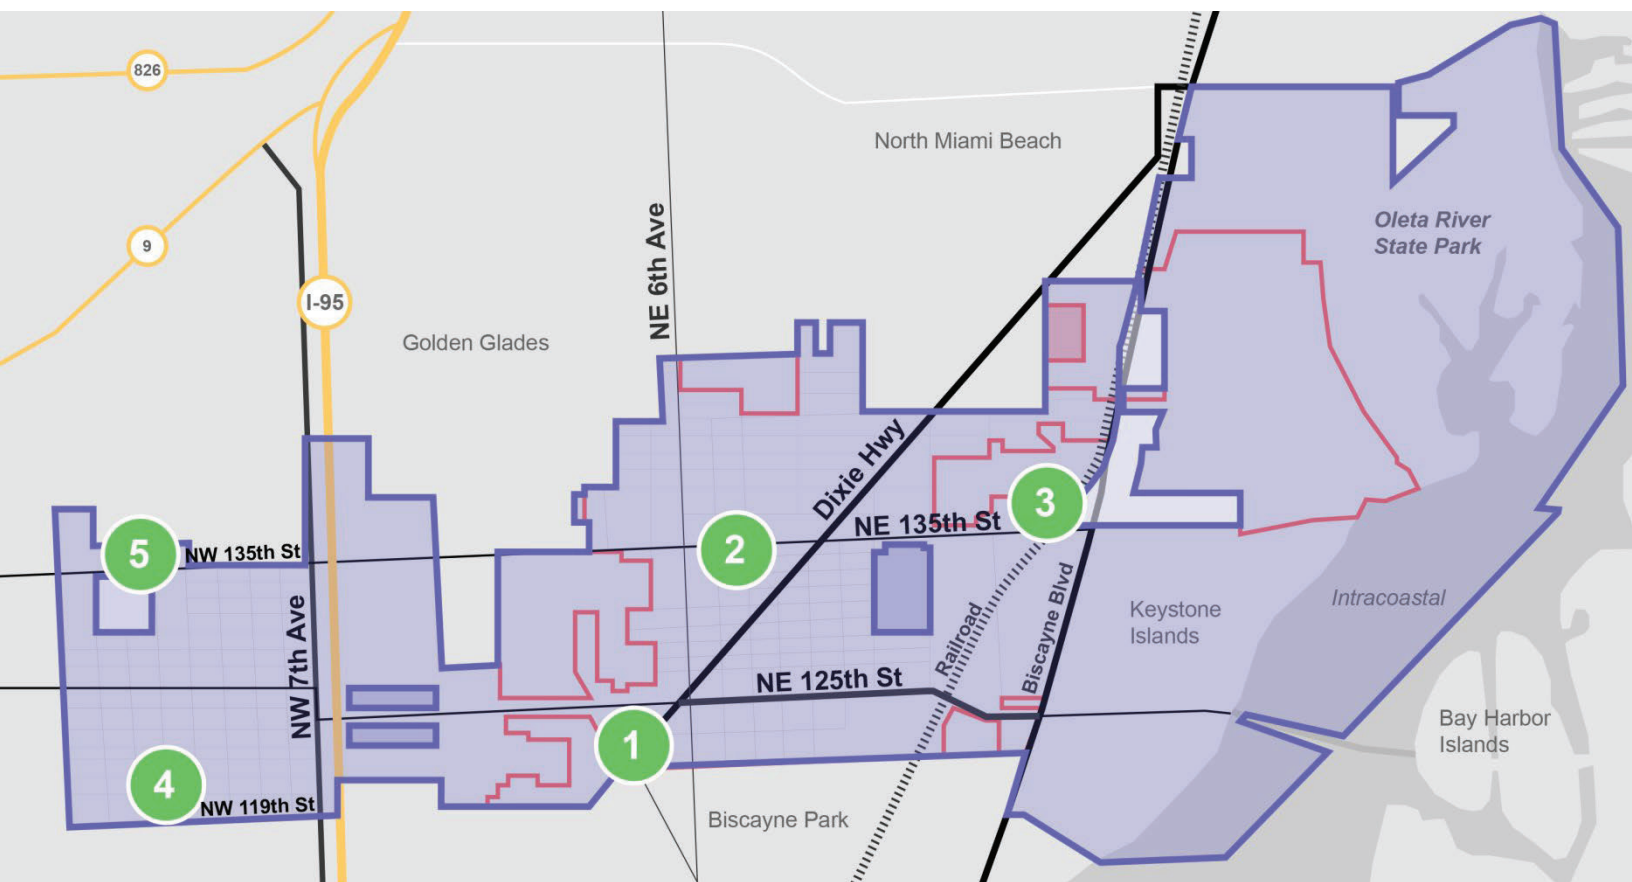 826
North Miami Beach
9
NE 6th Ave
Oleta River
State Park
I-95
Golden Glades
Dixie Hwy
3
NE 135th St
2
5
NW 135th St
Railroad
Biscayne Blvd
Keystone
Islands
Intracoastal
NW 7th Ave
NE 125th St
1
Bay Harbor
Islands
4
NW 119th St
Biscayne Park